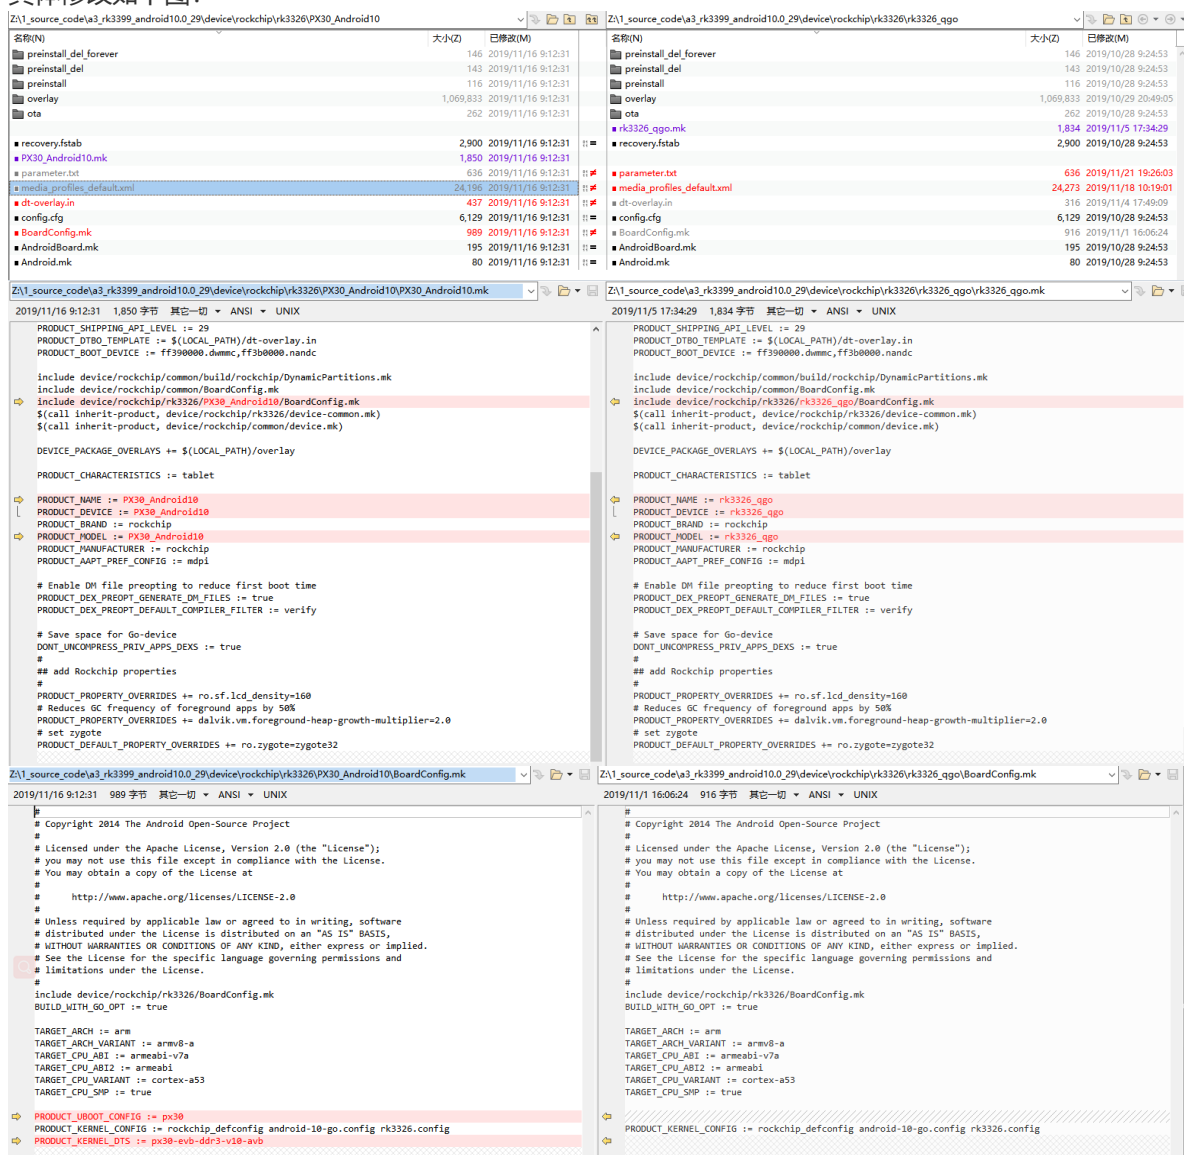 具体修改如下图:
Z:\1_source_code\a3_rk3399_android10.0_29\device\rockchip\rk3326\PX30_Android10
名称(N) 大小(Z) 已修改(M)
preinstall_del_forever 146 2019/11/16 9:12:31
preinstall_del 143 2019/11/16 9:12:31
preinstall 116 2019/11/16 9:12:31
overlay 1,069,833 2019/11/16 9:12:31
ota 262 2019/11/16 9:12:31
recovery.fstab 2,900 2019/11/16 9:12:31
PX30_Android10.mk 1,850 2019/11/16 9:12:31
parameter.txt 636 2019/11/16 9:12:31
media_profiles_default.xml 24,196 2019/11/16 9:12:31
dt-overlay.in 437 2019/11/16 9:12:31
config.cfg 6,129 2019/11/16 9:12:31
BoardConfig.mk 989 2019/11/16 9:12:31
AndroidBoard.mk 195 2019/11/16 9:12:31
Android.mk 80 2019/11/16 9:12:31
Z:\1_source_code\a3_rk3399_android10.0_29\device\rockchip\rk3326\rk3326_qgo
名称(N) 大小(Z) 已修改(M)
preinstall_del_forever 146 2019/10/28 9:24:53
preinstall_del 143 2019/10/28 9:24:53
preinstall 116 2019/10/28 9:24:53
overlay 1,069,833 2019/10/29 20:49:05
ota 262 2019/10/28 9:24:53
rk3326_qgo.mk 1,834 2019/11/5 17:34:29
recovery.fstab 2,900 2019/10/28 9:24:53
parameter.txt 636 2019/11/21 19:26:03
media_profiles_default.xml 24,273 2019/11/18 10:19:01
dt-overlay.in 316 2019/11/4 17:49:09
config.cfg 6,129 2019/10/28 9:24:53
BoardConfig.mk 916 2019/11/1 16:06:24
AndroidBoard.mk 195 2019/10/28 9:24:53
Android.mk 80 2019/10/28 9:24:53
Z:\1_source_code\a3_rk3399_android10.0_29\device\rockchip\rk3326\PX30_Android10\PX30_Android10.mk
2019/11/16 9:12:31 1,850 字节 其它一切 ANSI UNIX
PRODUCT_SHIPPING_API_LEVEL := 29
PRODUCT_DTBO_TEMPLATE := $(LOCAL_PATH)/dt-overlay.in
PRODUCT_BOOT_DEVICE := ff390000.dwmmc,ff3b0000.nandc
include device/rockchip/common/build/rockchip/DynamicPartitions.mk
include device/rockchip/common/BoardConfig.mk
include device/rockchip/rk3326/PX30_Android10/BoardConfig.mk
$(call inherit-product, device/rockchip/rk3326/device-common.mk)
$(call inherit-product, device/rockchip/common/device.mk)
DEVICE_PACKAGE_OVERLAYS += $(LOCAL_PATH)/overlay
PRODUCT_CHARACTERISTICS := tablet
PRODUCT_NAME := PX30_Android10
PRODUCT_DEVICE := PX30_Android10
PRODUCT_BRAND := rockchip
PRODUCT_MODEL := PX30_Android10
PRODUCT_MANUFACTURER := rockchip
PRODUCT_AAPT_PREF_CONFIG := mdpi
# Enable DM file preopting to reduce first boot time
PRODUCT_DEX_PREOPT_GENERATE_DM_FILES := true
PRODUCT_DEX_PREOPT_DEFAULT_COMPILER_FILTER := verify
# Save space for Go-device
DONT_UNCOMPRESS_PRIV_APPS_DEXS := true
#
## add Rockchip properties
#
PRODUCT_PROPERTY_OVERRIDES += ro.sf.lcd_density=160
# Reduces GC frequency of foreground apps by 50%
PRODUCT_PROPERTY_OVERRIDES += dalvik.vm.foreground-heap-growth-multiplier=2.0
# set zygote
PRODUCT_DEFAULT_PROPERTY_OVERRIDES += ro.zygote=zygote32
Z:\1_source_code\a3_rk3399_android10.0_29\device\rockchip\rk3326\rk3326_qgo\rk3326_qgo.mk
2019/11/5 17:34:29 1,834 字节 其它一切 ANSI UNIX
PRODUCT_SHIPPING_API_LEVEL := 29
PRODUCT_DTBO_TEMPLATE := $(LOCAL_PATH)/dt-overlay.in
PRODUCT_BOOT_DEVICE := ff390000.dwmmc,ff3b0000.nandc
include device/rockchip/common/build/rockchip/DynamicPartitions.mk
include device/rockchip/common/BoardConfig.mk
include device/rockchip/rk3326/rk3326_qgo/BoardConfig.mk
$(call inherit-product, device/rockchip/rk3326/device-common.mk)
$(call inherit-product, device/rockchip/common/device.mk)
DEVICE_PACKAGE_OVERLAYS += $(LOCAL_PATH)/overlay
PRODUCT_CHARACTERISTICS := tablet
PRODUCT_NAME := rk3326_qgo
PRODUCT_DEVICE := rk3326_qgo
PRODUCT_BRAND := rockchip
PRODUCT_MODEL := rk3326_qgo
PRODUCT_MANUFACTURER := rockchip
PRODUCT_AAPT_PREF_CONFIG := mdpi
# Enable DM file preopting to reduce first boot time
PRODUCT_DEX_PREOPT_GENERATE_DM_FILES := true
PRODUCT_DEX_PREOPT_DEFAULT_COMPILER_FILTER := verify
# Save space for Go-device
DONT_UNCOMPRESS_PRIV_APPS_DEXS := true
#
## add Rockchip properties
#
PRODUCT_PROPERTY_OVERRIDES += ro.sf.lcd_density=160
# Reduces GC frequency of foreground apps by 50%
PRODUCT_PROPERTY_OVERRIDES += dalvik.vm.foreground-heap-growth-multiplier=2.0
# set zygote
PRODUCT_DEFAULT_PROPERTY_OVERRIDES += ro.zygote=zygote32
Z:\1_source_code\a3_rk3399_android10.0_29\device\rockchip\rk3326\PX30_Android10\BoardConfig.mk
2019/11/16 9:12:31 989 字节 其它一切 ANSI UNIX
#
# Copyright 2014 The Android Open-Source Project
#
# Licensed under the Apache License, Version 2.0 (the "License");
# you may not use this file except in compliance with the License.
# You may obtain a copy of the License at
#
# http://www.apache.org/licenses/LICENSE-2.0
#
# Unless required by applicable law or agreed to in writing, software
# distributed under the License is distributed on an "AS IS" BASIS,
# WITHOUT WARRANTIES OR CONDITIONS OF ANY KIND, either express or implied.
# See the License for the specific language governing permissions and
# limitations under the License.
#
include device/rockchip/rk3326/BoardConfig.mk
BUILD_WITH_GO_OPT := true
TARGET_ARCH := arm
TARGET_ARCH_VARIANT := armv8-a
TARGET_CPU_ABI := armeabi-v7a
TARGET_CPU_ABI2 := armeabi
TARGET_CPU_VARIANT := cortex-a53
TARGET_CPU_SMP := true
PRODUCT_UBOOT_CONFIG := px30
PRODUCT_KERNEL_CONFIG := rockchip_defconfig android-10-go.config rk3326.config
PRODUCT_KERNEL_DTS := px30-evb-ddr3-v10-avb
Z:\1_source_code\a3_rk3399_android10.0_29\device\rockchip\rk3326\rk3326_qgo\BoardConfig.mk
2019/11/1 16:06:24 916 字节 其它一切 ANSI UNIX
#
# Copyright 2014 The Android Open-Source Project
#
# Licensed under the Apache License, Version 2.0 (the "License");
# you may not use this file except in compliance with the License.
# You may obtain a copy of the License at
#
# http://www.apache.org/licenses/LICENSE-2.0
#
# Unless required by applicable law or agreed to in writing, software
# distributed under the License is distributed on an "AS IS" BASIS,
# WITHOUT WARRANTIES OR CONDITIONS OF ANY KIND, either express or implied.
# See the License for the specific language governing permissions and
# limitations under the License.
#
include device/rockchip/rk3326/BoardConfig.mk
BUILD_WITH_GO_OPT := true
TARGET_ARCH := arm
TARGET_ARCH_VARIANT := armv8-a
TARGET_CPU_ABI := armeabi-v7a
TARGET_CPU_ABI2 := armeabi
TARGET_CPU_VARIANT := cortex-a53
TARGET_CPU_SMP := true
PRODUCT_KERNEL_CONFIG := rockchip_defconfig android-10-go.config rk3326.config